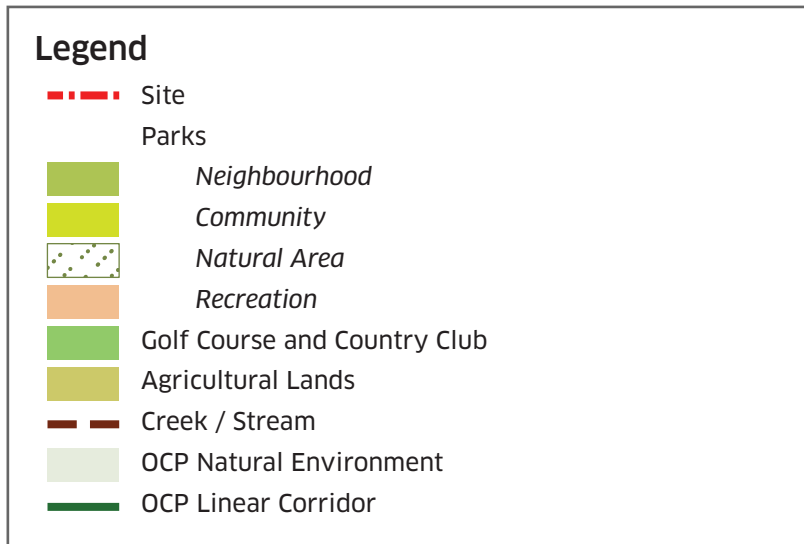 Legend
Site
Parks
Neighbourhood
Community
Natural Area
Recreation
Golf Course and Country Club
Agricultural Lands
Creek / Stream
OCP Natural Environment
OCP Linear Corridor